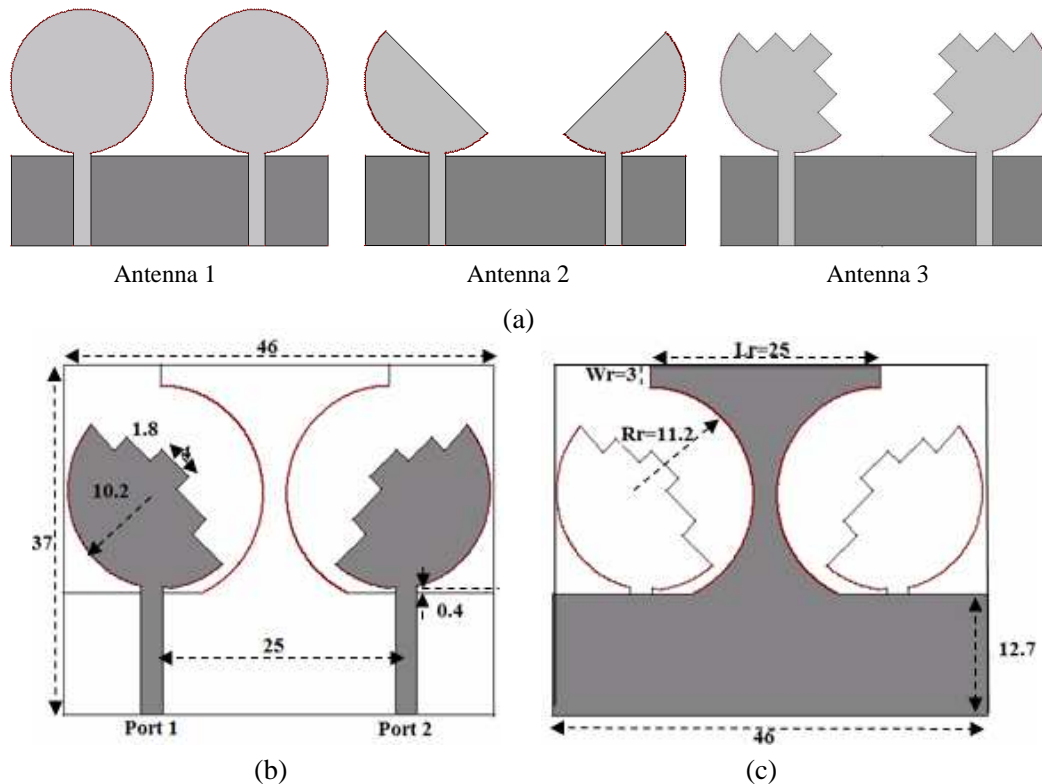 Antenna 1 Antenna 2 Antenna 3
(a)
46
37
1.8
4
10.2
25
0.4
Port 1 Port 2
(b)
Lr=25
Wr=3
Rr=11.2
12.7
46
(c)